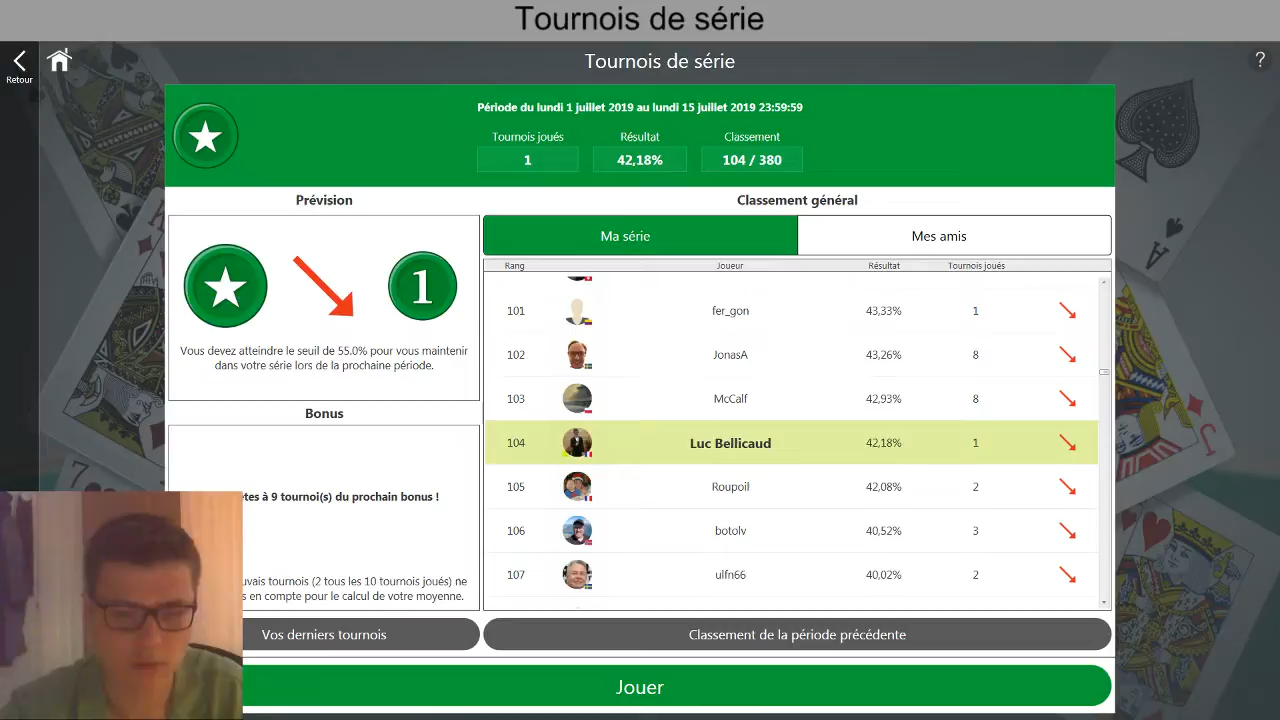 Tournois de série
Retour
Tournois de série
?
Période du lundi 1 juillet 2019 au lundi 15 juillet 2019 23:59:59
Tournois joués Résultat Classement
1 42,18% 104 / 380
Prévision
1
Vous devez atteindre le seuil de 55.0% pour vous maintenir
dans votre série lors de la prochaine période.
Bonus
etes à 9 tournoi(s) du prochain bonus !
uvais tournoi (2 tous les 10 tournois joués) ne
s en compte pour le calcul de votre moyenne.
Vos derniers tournois
Classement général
Ma série Mes amis
Rang Joueur Résultat Tournois joués
101 fer_gon 43,33% 1
102 JonasA 43,26% 8
103 McCalf 42,93% 8
104 Luc Bellicaud 42,18% 1
105 Roupoil 42,08% 2
106 botolv 40,52% 3
107 ulfn66 40,02% 2
Classement de la période précédente
Jouer